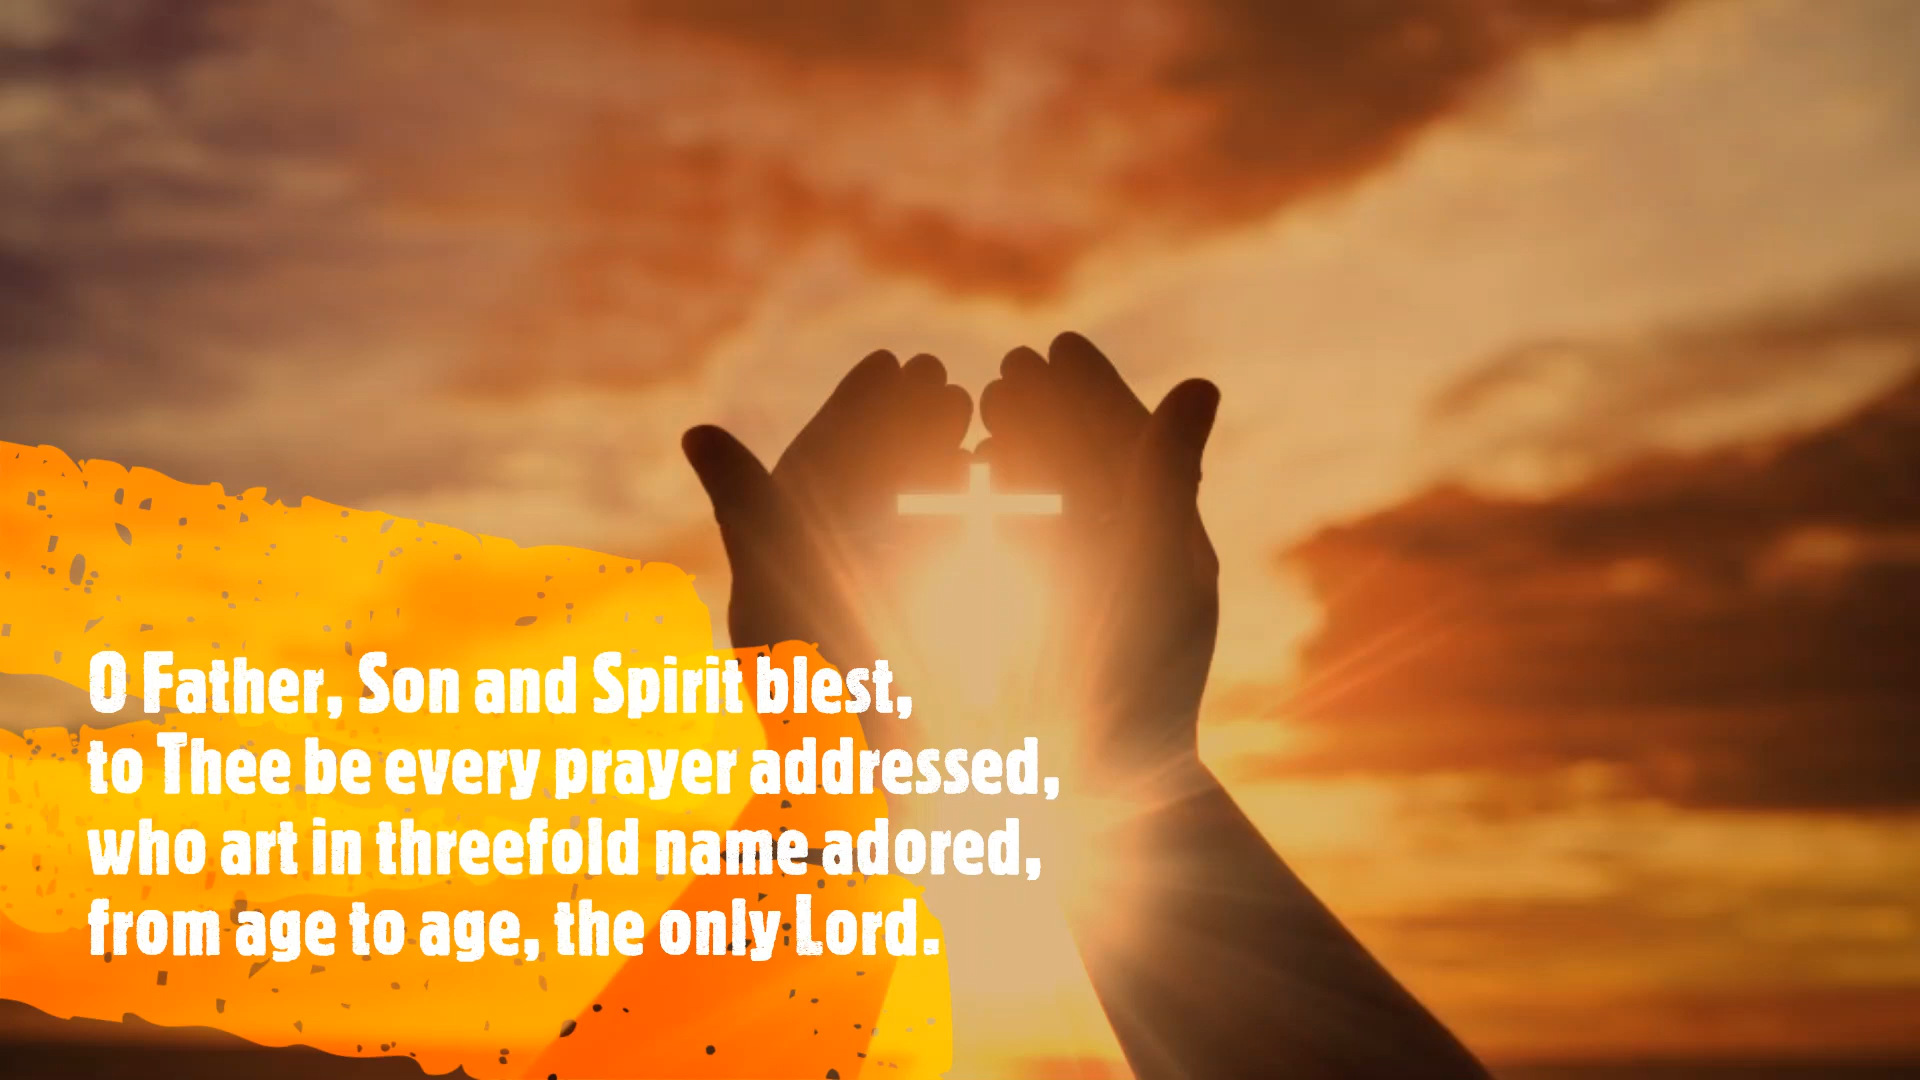 O Father, Son and Spirit blest,
to Thee be every prayer addressed,
who art in threefold name adored,
from age to age, the only Lord.